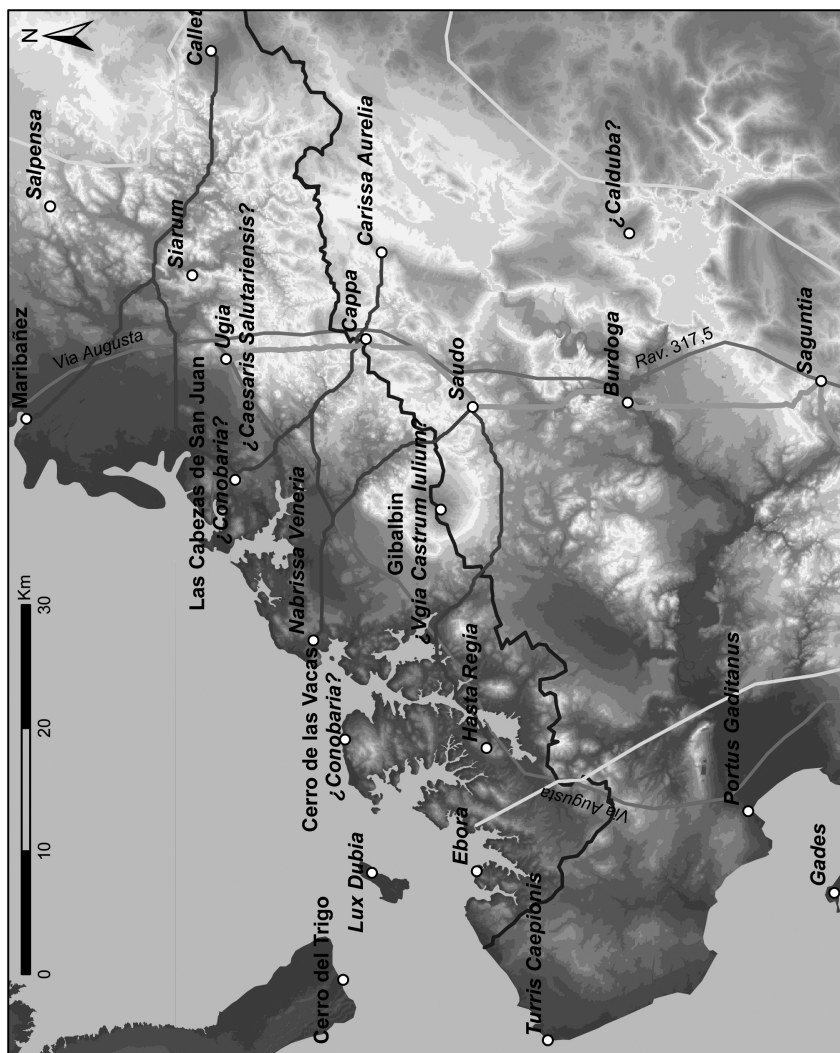 N
Callet
Salpensa
Siarum
Maribañez
Via Augusta
Ugia
¿Caesaris Salutariensis?
Las Cabezas de San Juan
¿Conobaria?
Carissa Aurelia
Cappa
¿Calduba?
Saudo
Burdoga
Rav. 317,5
Saguntia
Nabrissa Veneria
Gibalbin
¿Vgia Castrum Iulium?
Cerro de las Vacas
¿Conobaria?
Hasta Regia
Via Augusta
Portus Gaditanus
Ebora
Lux Dubia
Cerro del Trigo
Turris Caepionis
Gades
0 10 20 30
Km